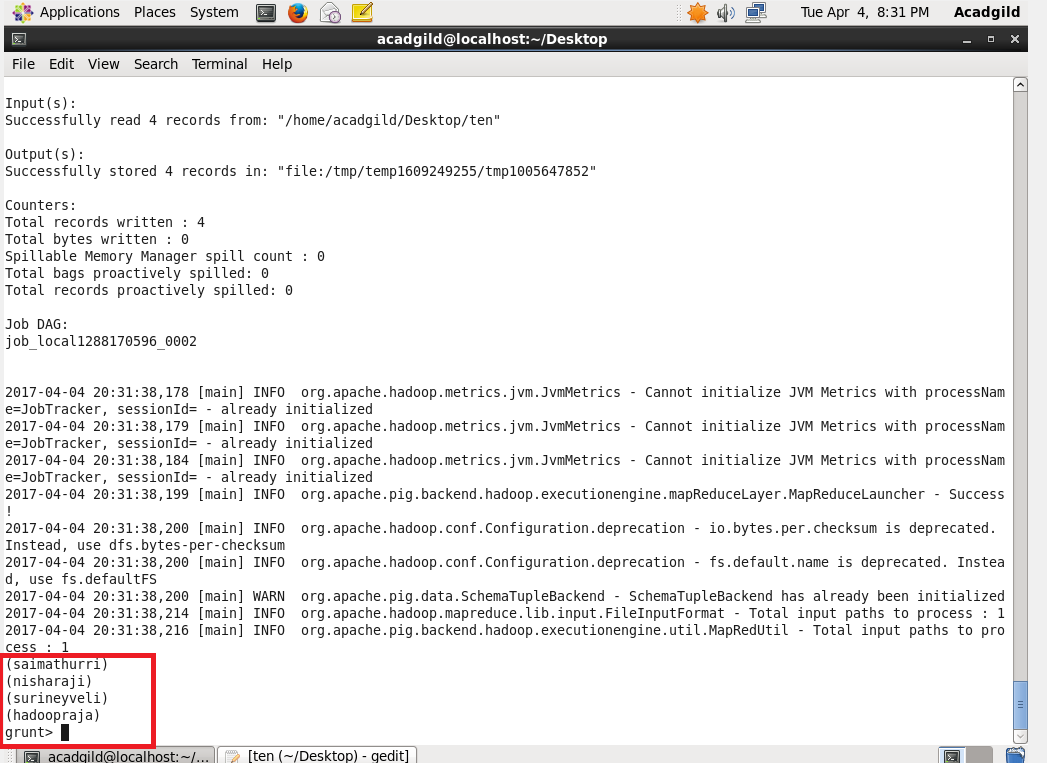 Applications Places System Tue Apr 4, 8:31 PM Acadgild
acadgild@localhost:~/Desktop
File Edit View Search Terminal Help
Input(s):
Successfully read 4 records from: "/home/acadgild/Desktop/ten"
Output(s):
Successfully stored 4 records in: "file:/tmp/temp1609249255/tmp1005647852"
Counters:
Total records written : 4
Total bytes written : 0
Spillable Memory Manager spill count : 0
Total bags proactively spilled: 0
Total records proactively spilled: 0
Job DAG:
job_local1288170596_0002
2017-04-04 20:31:38,178 [main] INFO  org.apache.hadoop.metrics.jvm.JvmMetrics - Cannot initialize JVM Metrics with processNam
e=JobTracker, sessionId= - already initialized
2017-04-04 20:31:38,179 [main] INFO  org.apache.hadoop.metrics.jvm.JvmMetrics - Cannot initialize JVM Metrics with processNam
e=JobTracker, sessionId= - already initialized
2017-04-04 20:31:38,184 [main] INFO  org.apache.hadoop.metrics.jvm.JvmMetrics - Cannot initialize JVM Metrics with processNam
e=JobTracker, sessionId= - already initialized
2017-04-04 20:31:38,199 [main] INFO  org.apache.pig.backend.hadoop.executionengine.mapReduceLayer.MapReduceLauncher - Success
!
2017-04-04 20:31:38,200 [main] INFO  org.apache.hadoop.conf.Configuration.deprecation - io.bytes.per.checksum is deprecated.
Instead, use dfs.bytes-per-checksum
2017-04-04 20:31:38,200 [main] INFO  org.apache.hadoop.conf.Configuration.deprecation - fs.default.name is deprecated. Instea
d, use fs.defaultFS
2017-04-04 20:31:38,200 [main] WARN  org.apache.pig.data.SchemaTupleBackend - SchemaTupleBackend has already been initialized
2017-04-04 20:31:38,214 [main] INFO  org.apache.hadoop.mapreduce.lib.input.FileInputFormat - Total input paths to process : 1
2017-04-04 20:31:38,216 [main] INFO  org.apache.pig.backend.hadoop.executionengine.util.MapRedUtil - Total input paths to pro
cess : 1
(saimathurri)
(nisharaji)
(surineyveli)
(hadoopraja)
grunt>
acadgild@localhost:~/... [ten (~/Desktop) - gedit]